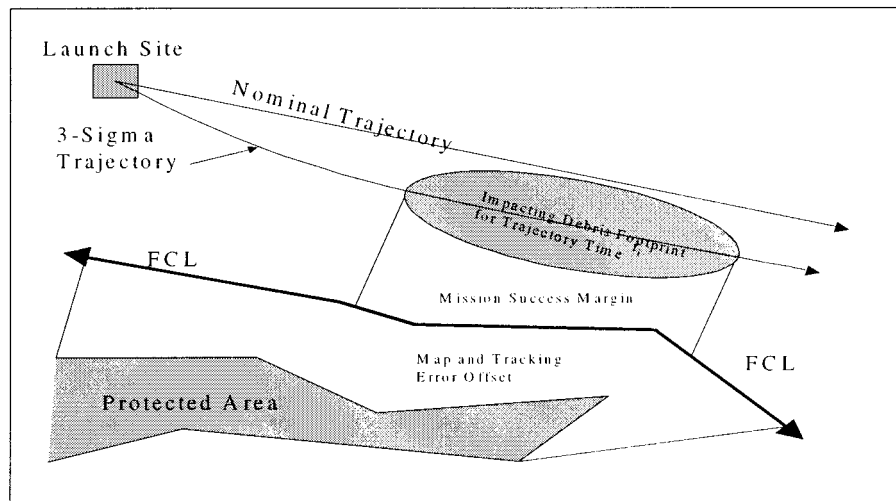 Launch Site
Nominal Trajectory
3-Sigma
Trajectory
Impacting Debris Footprint
for Trajectory Time ti
FCL
Mission Success Margin
Map and Tracking
Error Offset
FCL
Protected Area